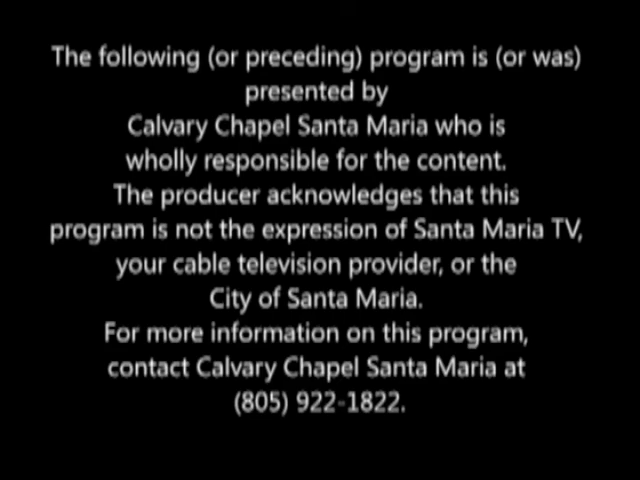 The following (or preceding) program is (or was)
presented by
Calvary Chapel Santa Maria who is
wholly responsible for the content.
The producer acknowledges that this
program is not the expression of Santa Maria TV,
your cable television provider, or the
City of Santa Maria.
For more information on this program,
contact Calvary Chapel Santa Maria at
(805) 922-1822.